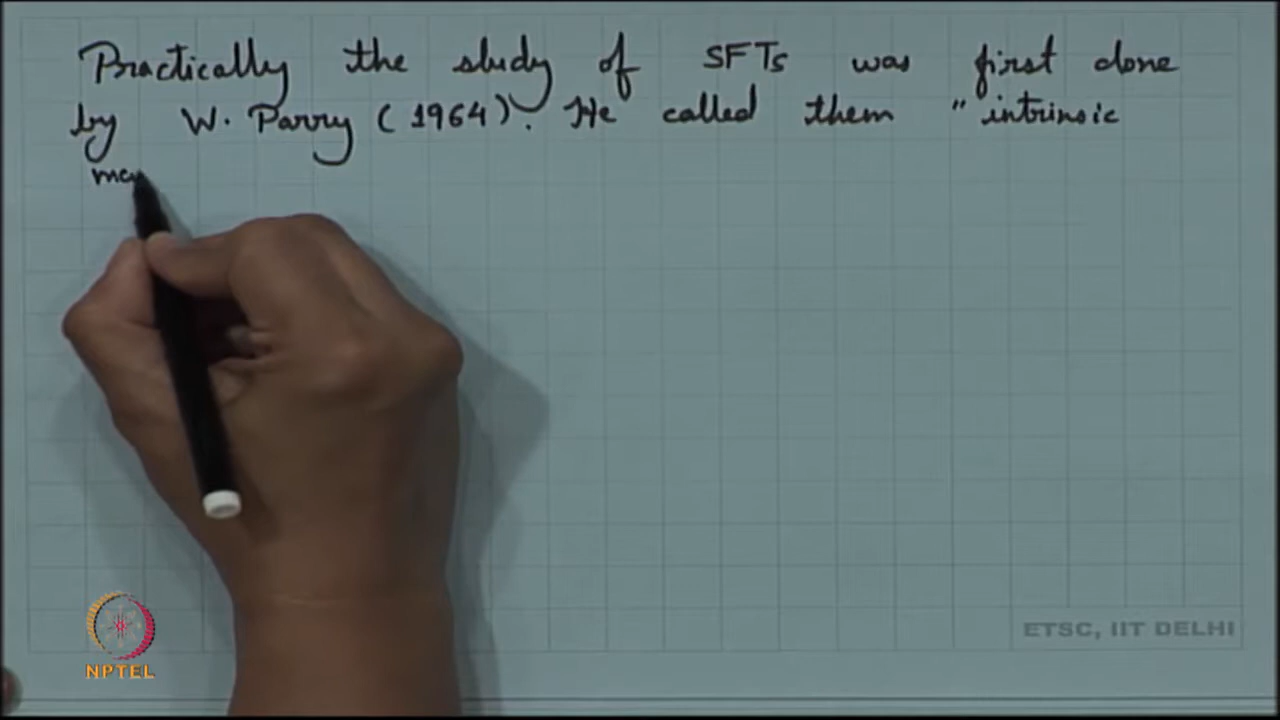 Practically the study of SFTs was first done
by W. Parry (1964). He called them "intrinsic
ETSC, IIT DELHI
NPTEL